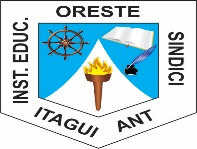 INST. EDUC.
ORESTE
SINDICI
ITAGUI ANT